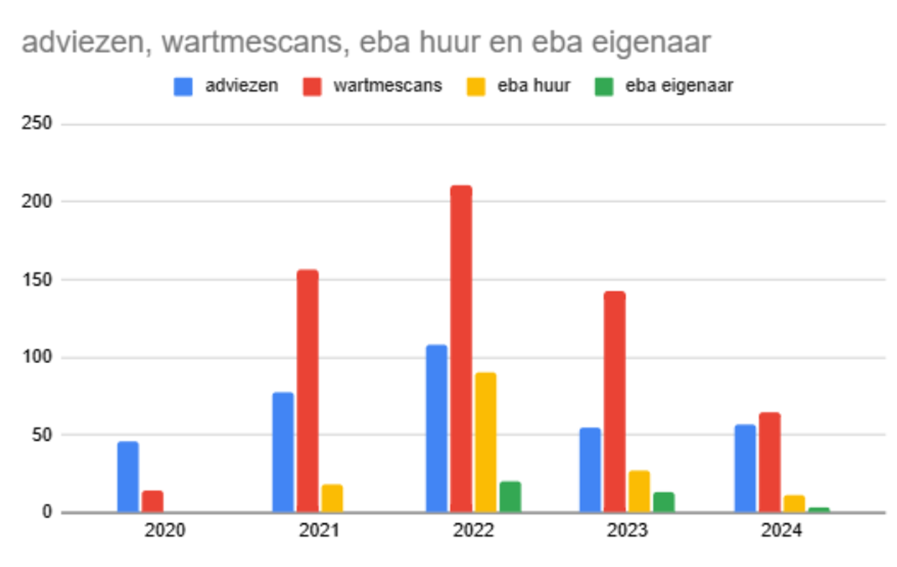 adviezen, wartmescans, eba huur en eba eigenaar
adviezen wartmescans eba huur eba eigenaar
250
200
150
100
50
0
2020 2021 2022 2023 2024